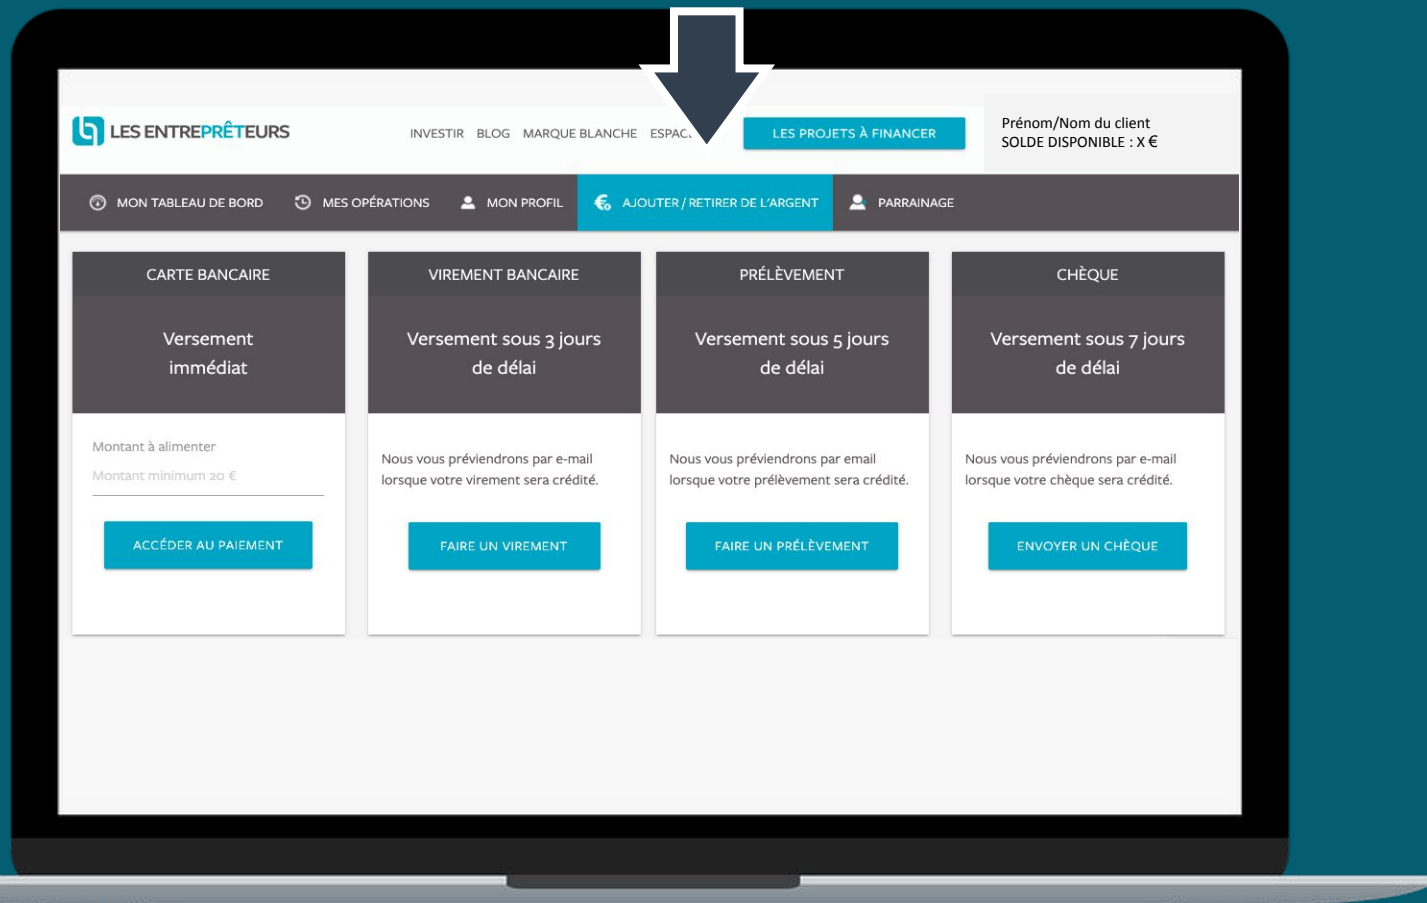 LES ENTREPRÊTEURS
INVESTIR BLOG MARQUE BLANCHE
LES PROJETS À FINANCER
Prénom/Nom du client
SOLDE DISPONIBLE : X €
MON TABLEAU DE BORD MES OPÉRATIONS MON PROFIL AJOUTER / RETIRER DE L'ARGENT PARRAINAGE
CARTE BANCAIRE
Versement
immédiat
Montant à alimenter
Montant minimum 20 €
ACCÉDER AU PAIEMENT
VIREMENT BANCAIRE
Versement sous 3 jours
de délai
Nous vous préviendrons par e-mail
lorsque votre virement sera crédité.
FAIRE UN VIREMENT
PRÉLÈVEMENT
Versement sous 5 jours
de délai
Nous vous préviendrons par email
lorsque votre prélèvement sera crédité.
FAIRE UN PRÉLÈVEMENT
CHÈQUE
Versement sous 7 jours
de délai
Nous vous préviendrons par e-mail
lorsque votre chèque sera crédité.
ENVOYER UN CHÈQUE